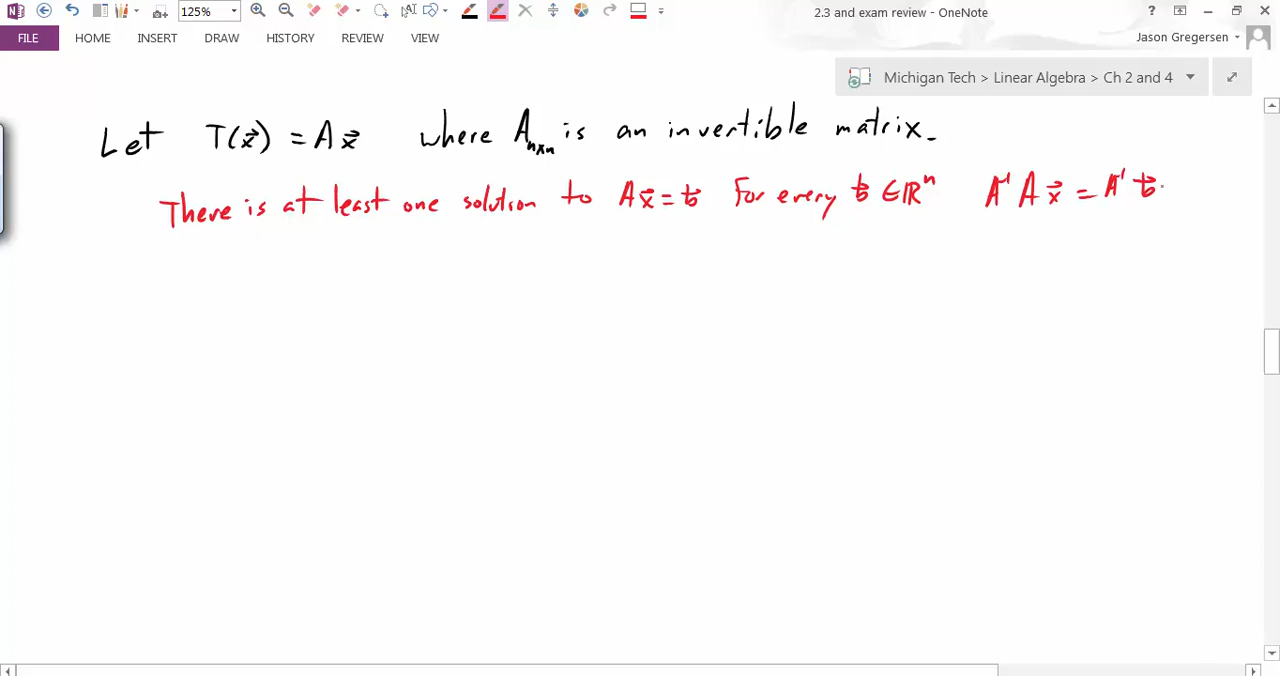 125%
2.3 and exam review - OneNote
?
FILE
HOME
INSERT
DRAW
HISTORY
REVIEW
VIEW
Jason Gregersen
Michigan Tech > Linear Algebra > Ch 2 and 4
Let T(x⃗) = Ax⃗ where Aₙₓₙ is an invertible matrix.
There is at least one solution to Ax⃗ = b⃗ For every b⃗ ∈ ℝⁿ A⁻¹ A x⃗ = A⁻¹ b⃗.